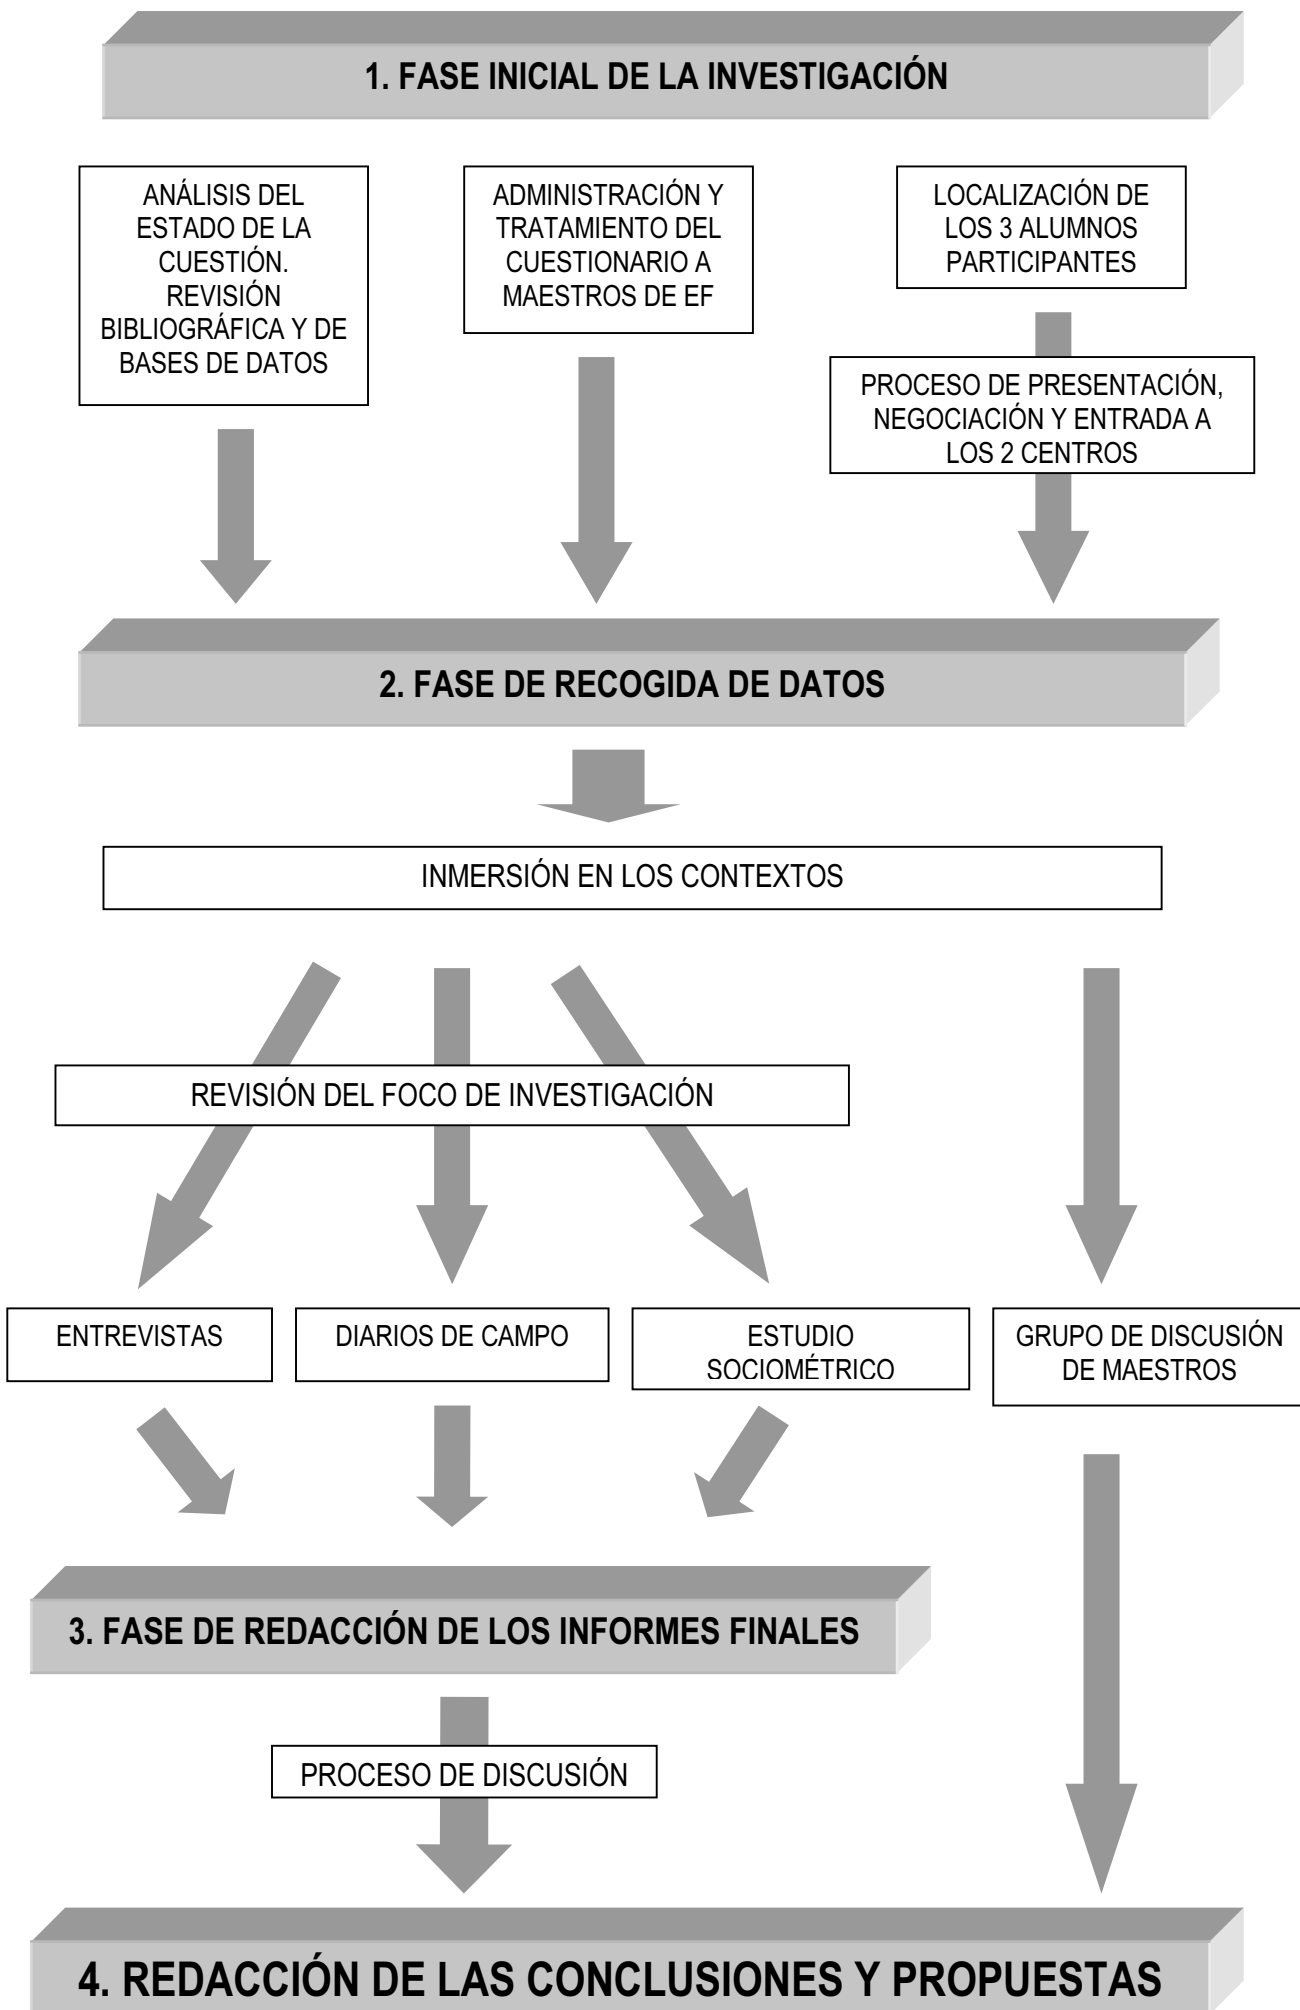 1. FASE INICIAL DE LA INVESTIGACIÓN
ANÁLISIS DEL
ESTADO DE LA
CUESTIÓN.
REVISIÓN
BIBLIOGRÁFICA Y DE
BASES DE DATOS
ADMINISTRACIÓN Y
TRATAMIENTO DEL
CUESTIONARIO A
MAESTROS DE EF
LOCALIZACIÓN DE
LOS 3 ALUMNOS
PARTICIPANTES
PROCESO DE PRESENTACIÓN,
NEGOCIACIÓN Y ENTRADA A
LOS 2 CENTROS
2. FASE DE RECOGIDA DE DATOS
INMERSIÓN EN LOS CONTEXTOS
REVISIÓN DEL FOCO DE INVESTIGACIÓN
ENTREVISTAS
DIARIOS DE CAMPO
ESTUDIO
SOCIOMÉTRICO
GRUPO DE DISCUSIÓN
DE MAESTROS
3. FASE DE REDACCIÓN DE LOS INFORMES FINALES
PROCESO DE DISCUSIÓN
4. REDACCIÓN DE LAS CONCLUSIONES Y PROPUESTAS